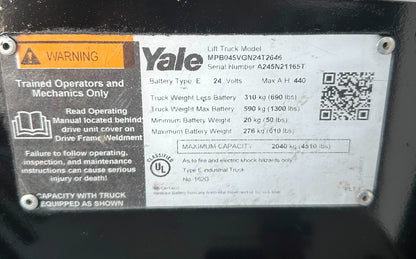 WARNING
Trained Operators and
Mechanics Only
Read Operating
Manual located behind
drive unit cover on
Drive Frame Weldment
Failure to follow operating,
inspection, and maintenance
instructions can cause serious
injury or death!
CAPACITY WITH TRUCK
EQUIPPED AS SHOWN
Yale
Lift Truck Model
MPB045VGN24T2646
Serial Number A245N21165T
Battery Type E 24 Volts Max A.H. 440
Truck Weight Less Battery 310 kg (690 lbs)
Truck Weight Max Battery 590 kg (1300 lbs)
Minimum Battery Weight 20 kg (50 lbs)
Maximum Battery Weight 276 kg (610 lbs)
MAXIMUM CAPACITY 2040 kg (4510 lbs)
CLASSIFIED
UL
As to fire and electric shock hazards only
Type E industrial Truck
No. 162G